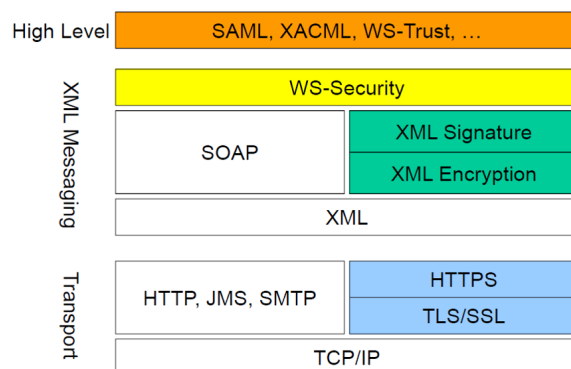 High Level
SAML, XACML, WS-Trust, ...
XML Messaging
WS-Security
SOAP
XML Signature
XML Encryption
XML
Transport
HTTP, JMS, SMTP
HTTPS
TLS/SSL
TCP/IP